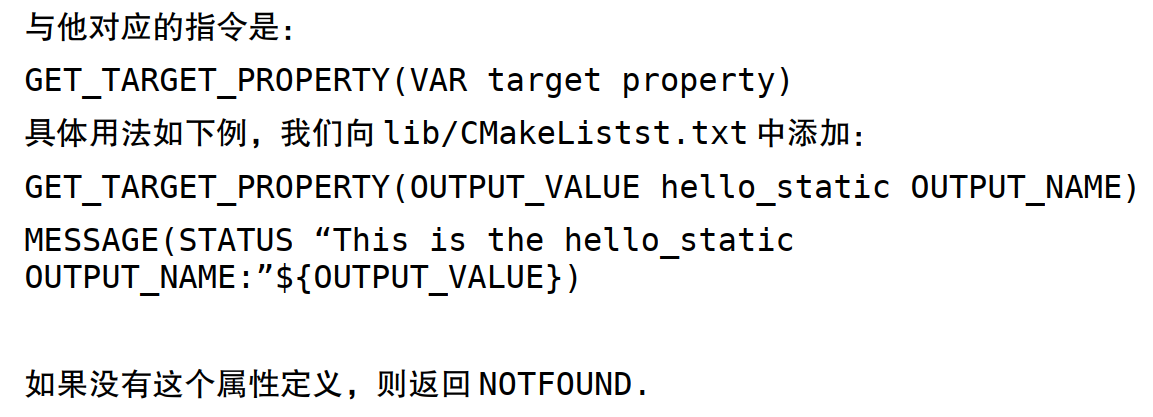 与他对应的指令是：
GET_TARGET_PROPERTY(VAR target property)
具体用法如下例，我们向 lib/CMakeListst.txt 中添加：
GET_TARGET_PROPERTY(OUTPUT_VALUE hello_static OUTPUT_NAME)
MESSAGE(STATUS “This is the hello_static
OUTPUT_NAME:”${OUTPUT_VALUE})
如果没有这个属性定义，则返回 NOTFOUND.